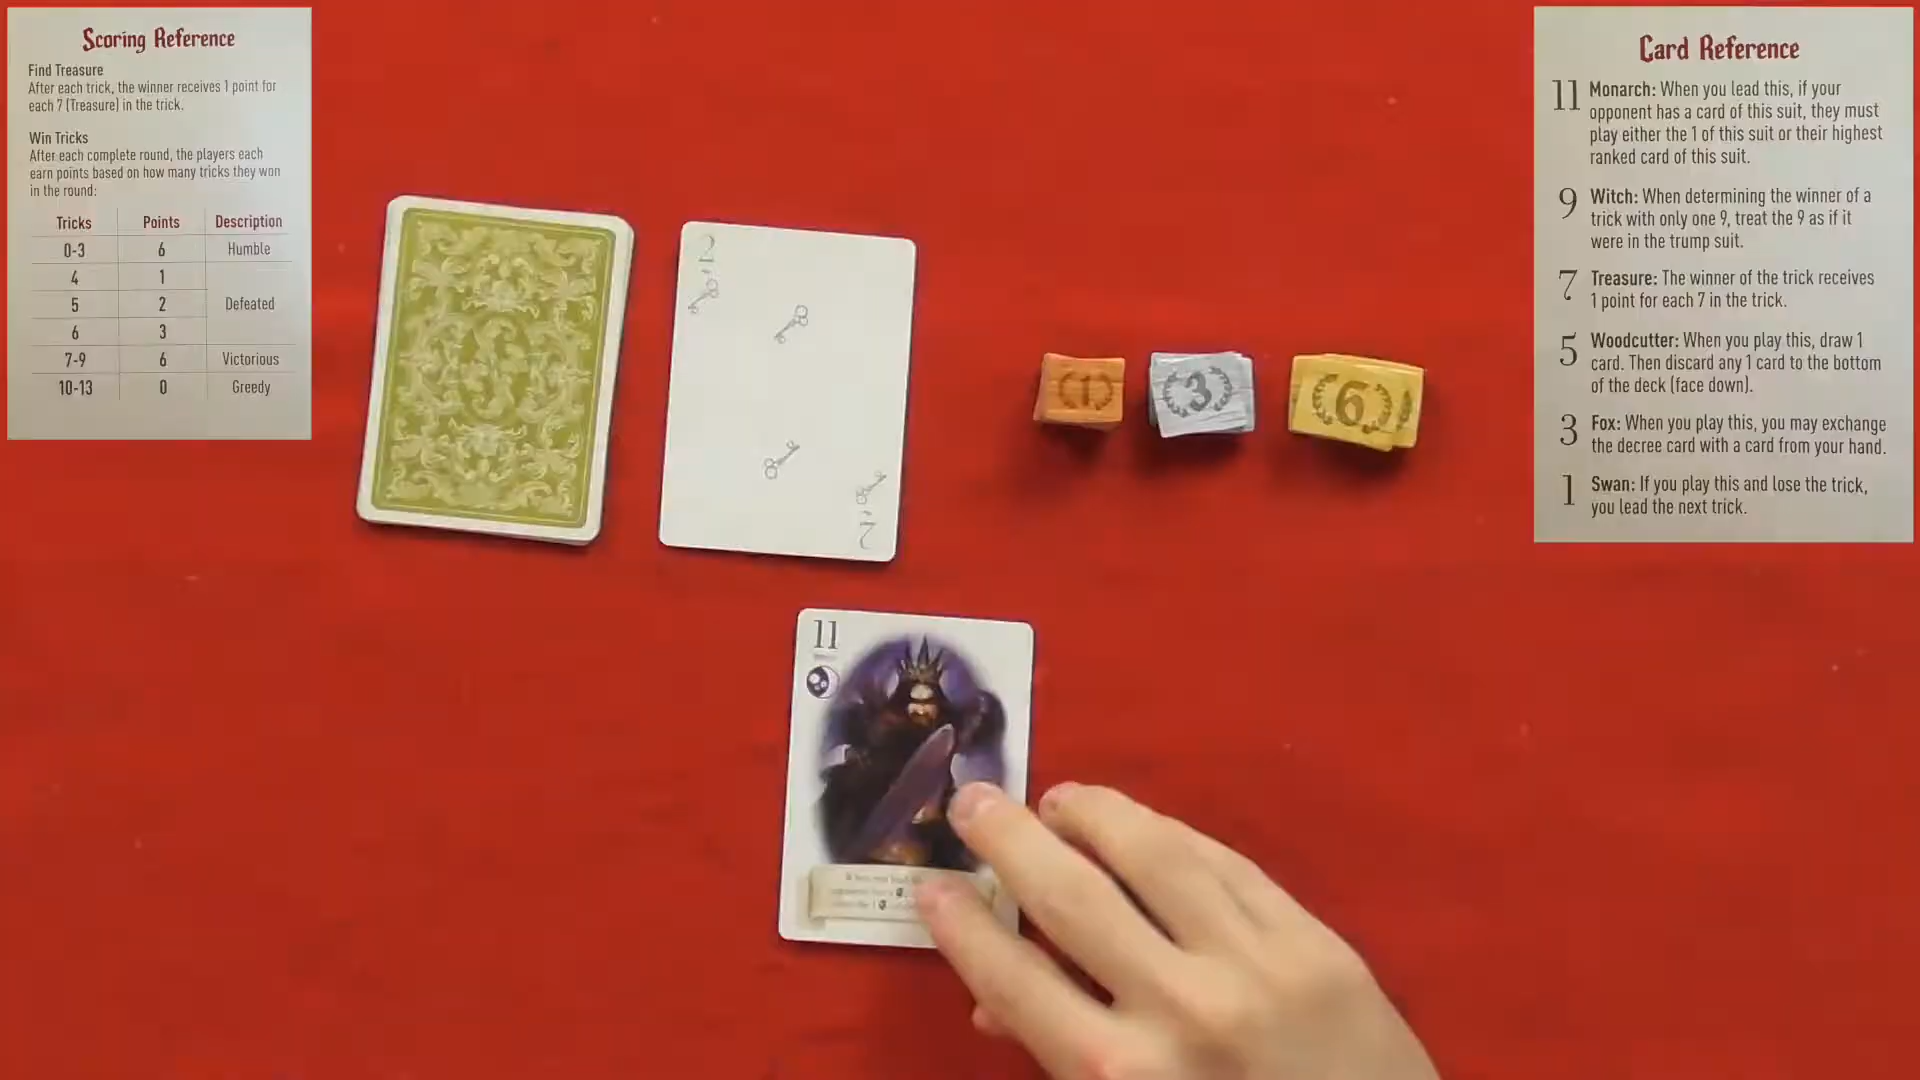 Scoring Reference
Find Treasure
After each trick, the winner receives 1 point for
each 7 (Treasure) in the trick.
Win Tricks
After each complete round, the players each
earn points based on how many tricks they won
in the round:
Tricks Points Description
0-3 6 Humble
4 1
5 2 Defeated
6 3
7-9 6 Victorious
10-13 0 Greedy
2
2
1
3
6
11
Card Reference
11 Monarch: When you lead this, if your
opponent has a card of this suit, they must
play either the 1 of this suit or their highest
ranked card of this suit.
9 Witch: When determining the winner of a
trick with only one 9, treat the 9 as if it
were in the trump suit.
7 Treasure: The winner of the trick receives
1 point for each 7 in the trick.
5 Woodcutter: When you play this, draw 1
card. Then discard any 1 card to the bottom
of the deck (face down).
3 Fox: When you play this, you may exchange
the decree card with a card from your hand.
1 Swan: If you play this and lose the trick,
you lead the next trick.